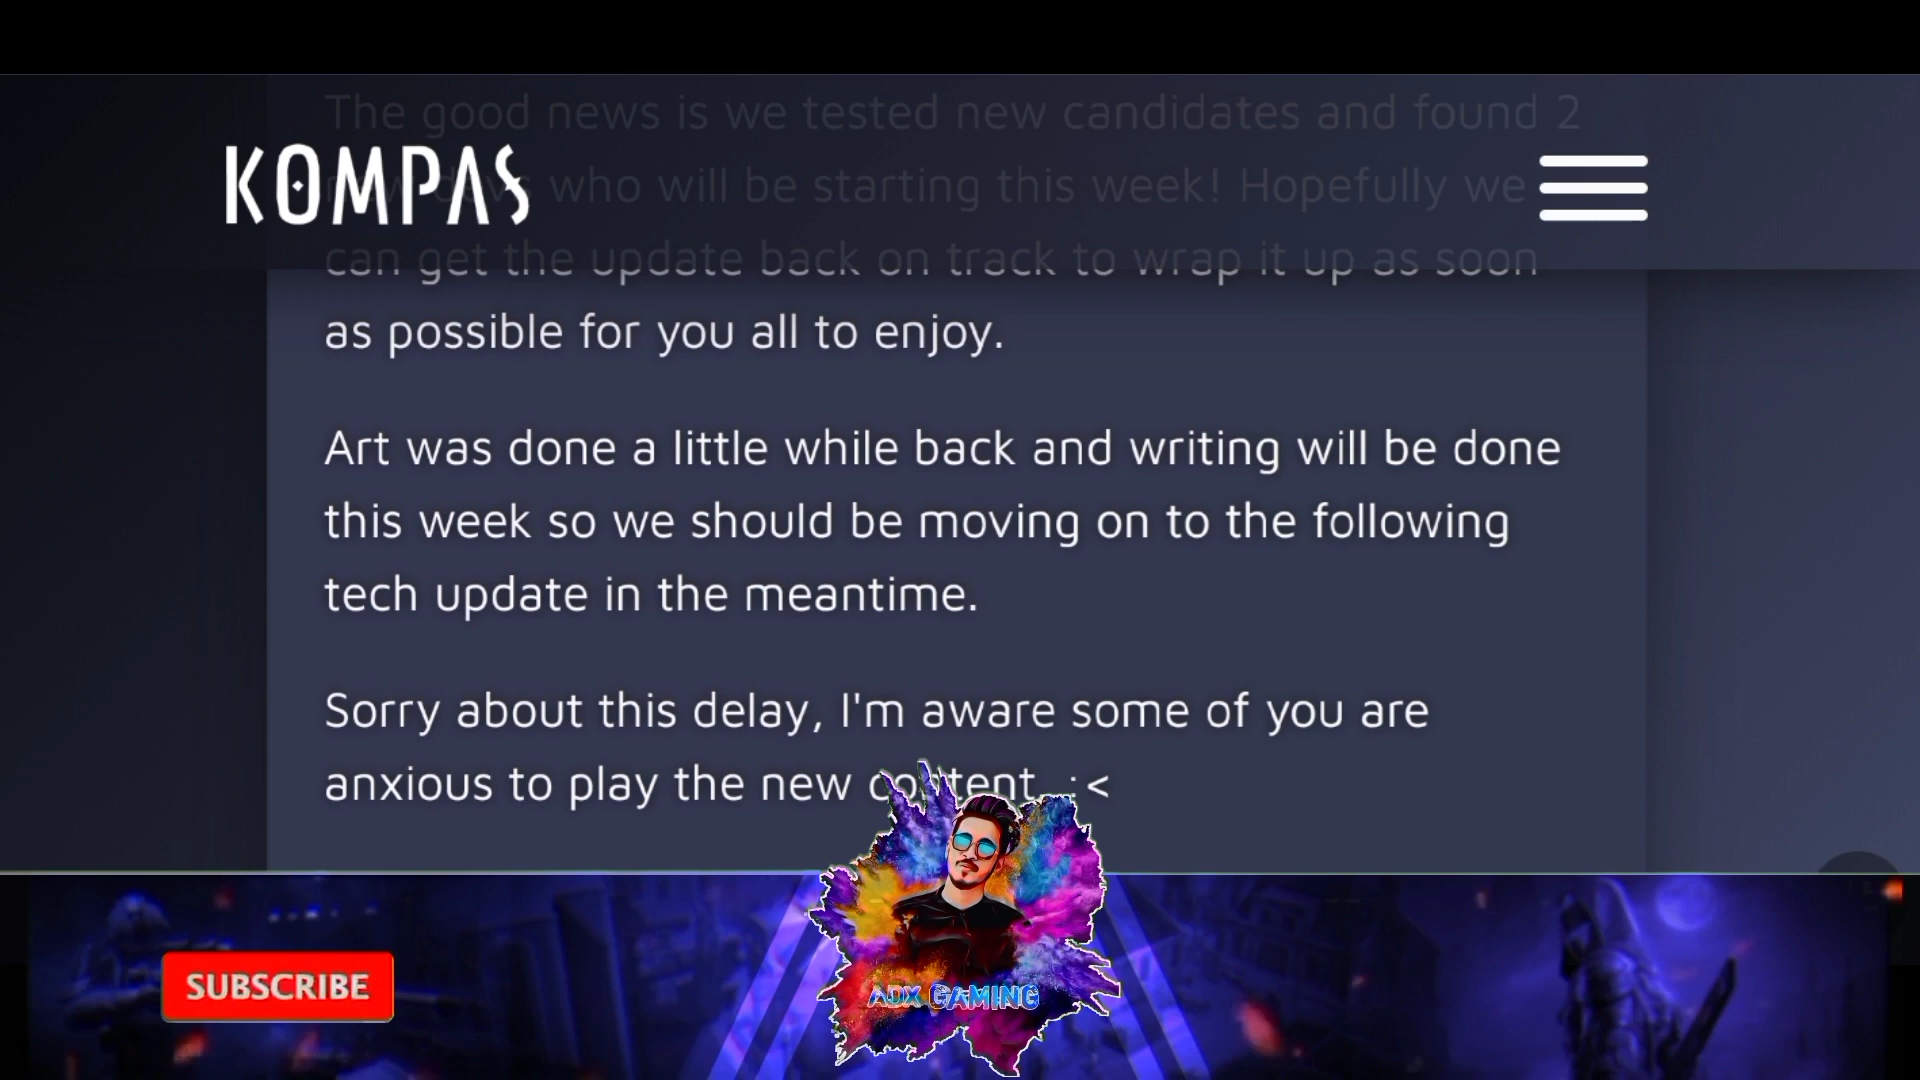 The good news is we tested new candidates and found 2
KOMPAS
who will be starting this week! Hopefully we
can get the update back on track to wrap it up as soon
as possible for you all to enjoy.
Art was done a little while back and writing will be done
this week so we should be moving on to the following
tech update in the meantime.
Sorry about this delay, I'm aware some of you are
anxious to play the new content. :<
SUBSCRIBE
ADX GAMING